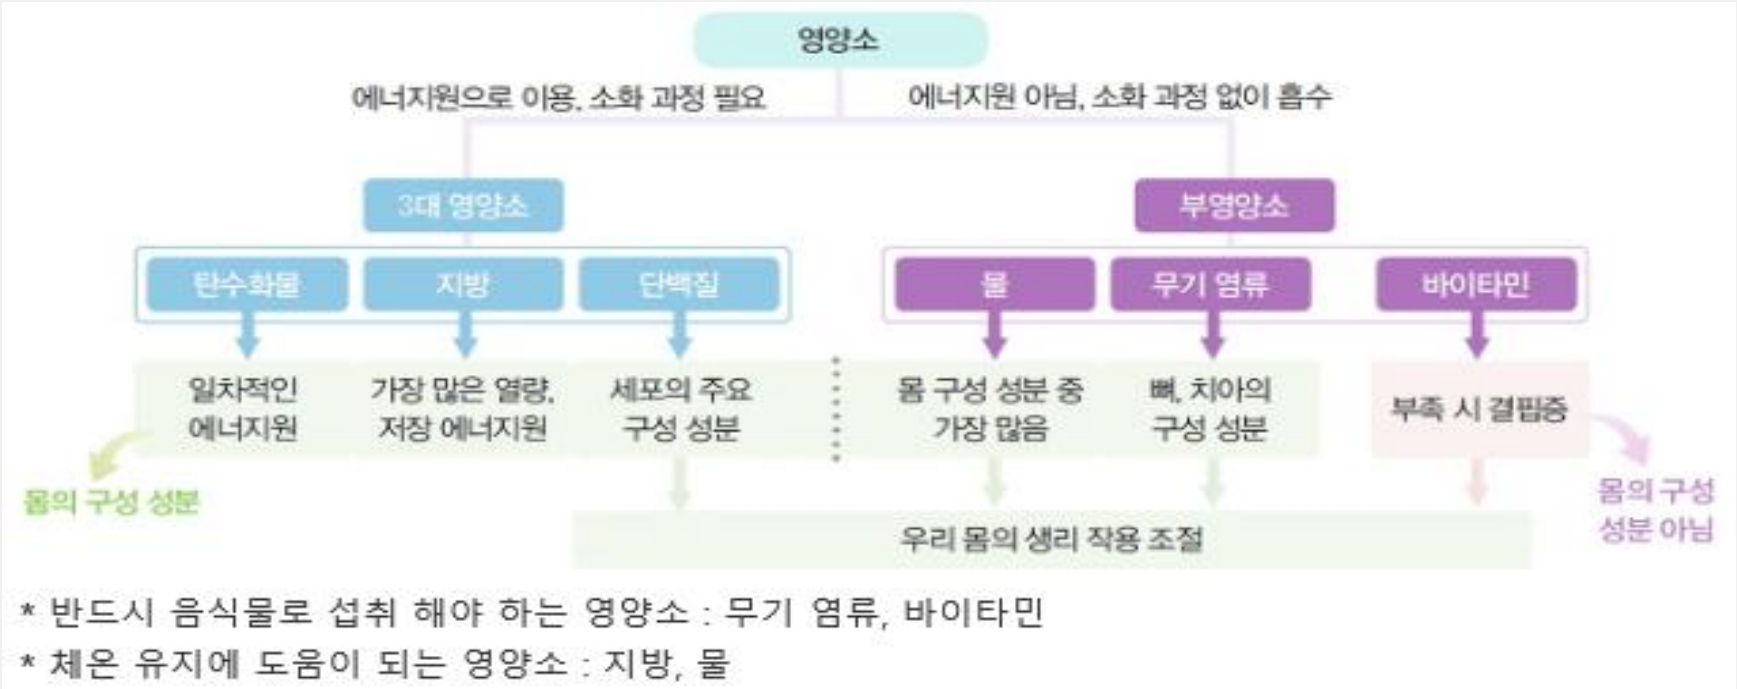 영양소
에너지원으로 이용, 소화 과정 필요
에너지원 아님, 소화 과정 없이 흡수
3대 영양소
부영양소
탄수화물
지방
단백질
물
무기 염류
바이타민
일차적인
에너지원
가장 많은 열량,
저장 에너지원
세포의 주요
구성 성분
몸 구성 성분 중
가장 많음
뼈, 치아의
구성 성분
부족 시 결핍증
몸의 구성 성분
몸의 구성
성분 아님
우리 몸의 생리 작용 조절
* 반드시 음식물로 섭취 해야 하는 영양소 : 무기 염류, 바이타민
* 체온 유지에 도움이 되는 영양소 : 지방, 물